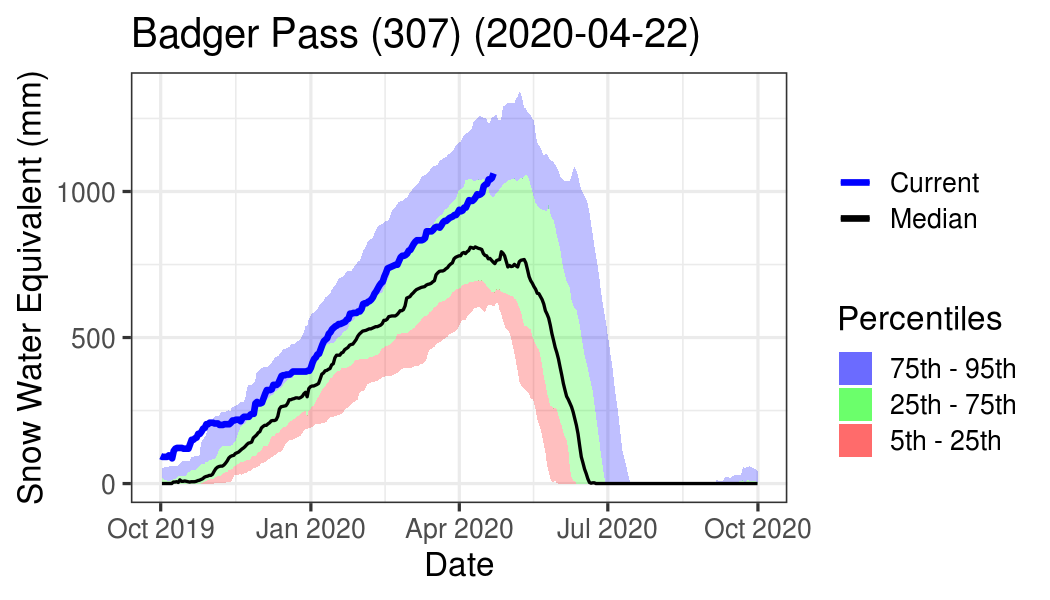 Badger Pass (307) (2020-04-22)
Snow Water Equivalent (mm)
1000
500
0
Oct 2019
Jan 2020
Apr 2020
Jul 2020
Oct 2020
Date
Current
Median
Percentiles
75th - 95th
25th - 75th
5th - 25th